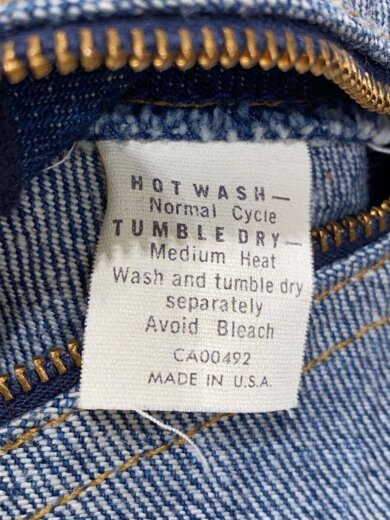 HOT WASH—
Normal Cycle
TUMBLE DRY—
Medium Heat
Wash and tumble dry
separately
Avoid Bleach
CA00492
MADE IN U.S.A.